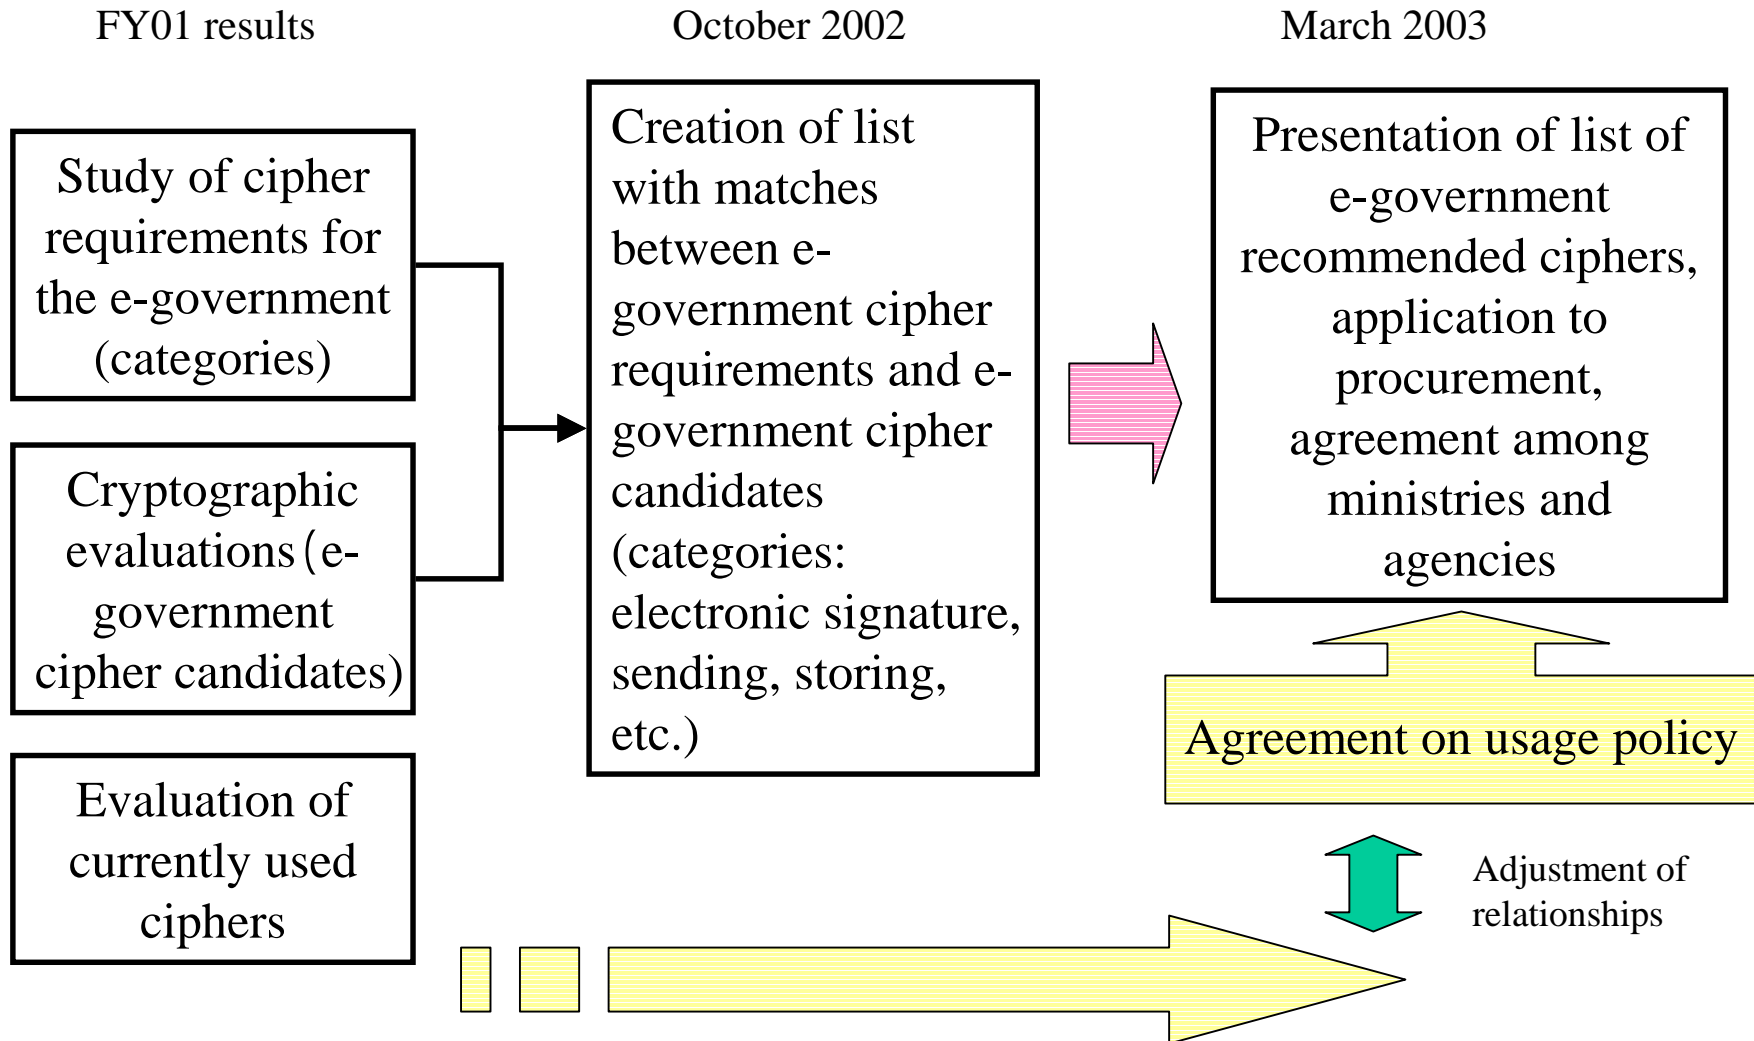 FY01 results
October 2002
March 2003
Study of cipher
requirements for
the e-government
(categories)
Cryptographic
evaluations(e-
government
cipher candidates)
Evaluation of
currently used
ciphers
Creation of list
with matches
between e-
government cipher
requirements and e-
government cipher
candidates
(categories:
electronic signature,
sending, storing,
etc.)
Presentation of list of
e-government
recommended ciphers,
application to
procurement,
agreement among
ministries and
agencies
Agreement on usage policy
Adjustment of
relationships